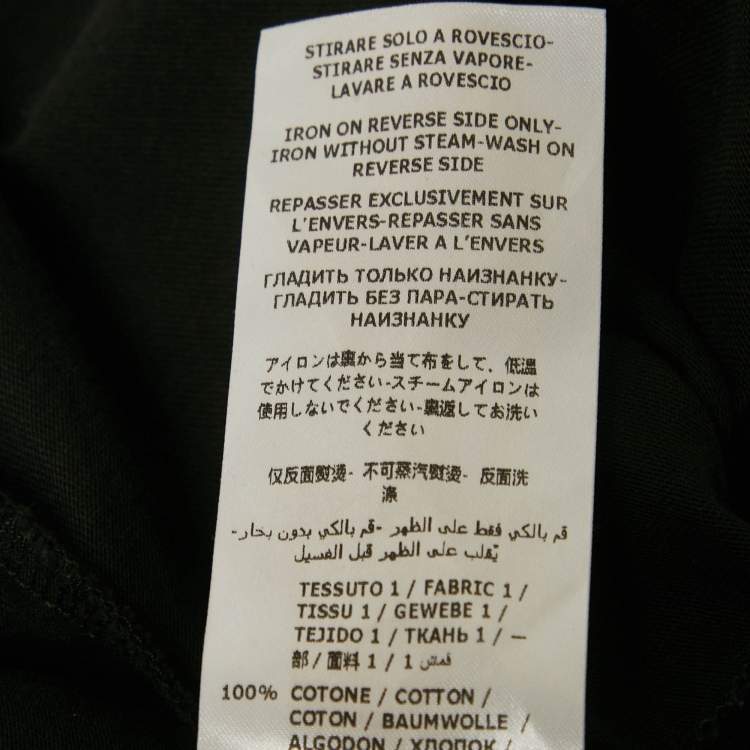 STIRARE SOLO A ROVESCIO-
STIRARE SENZA VAPORE-
LAVARE A ROVESCIO
IRON ON REVERSE SIDE ONLY-
IRON WITHOUT STEAM-WASH ON
REVERSE SIDE
REPASSER EXCLUSIVEMENT SUR
L'ENVERS-REPASSER SANS
VAPEUR-LAVER A L'ENVERS
ГЛАДИТЬ ТОЛЬКО НАИЗНАНКУ-
ГЛАДИТЬ БЕЗ ПАРА-СТИРАТЬ
НАИЗНАНКУ
アイロンは裏から当て布をして、低温
でかけてください-スチームアイロンは
使用しないでください-裏返してお洗い
ください
仅反面熨烫- 不可蒸汽熨烫- 反面洗
涤
قم بالكي فقط على الظهر -قم بالكي بدون بخار-
يُقلب على الظهر قبل الغسيل
TESSUTO 1 / FABRIC 1 /
TISSU 1 / GEWEBE 1 /
TEJIDO 1 / ТКАНЬ 1 / 一
部 / 面料 1 / 1 قمش
100% COTONE / COTTON /
COTON / BAUMWOLLE /
ALGODON / ХЛОПОК /